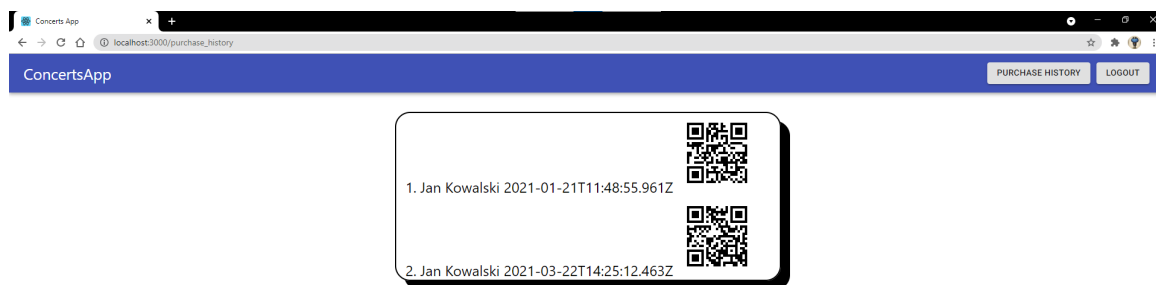 Concerts App
localhost:3000/purchase_history
ConcertsApp
PURCHASE HISTORY
LOGOUT
1. Jan Kowalski 2021-01-21T11:48:55.961Z
2. Jan Kowalski 2021-03-22T14:25:12.463Z